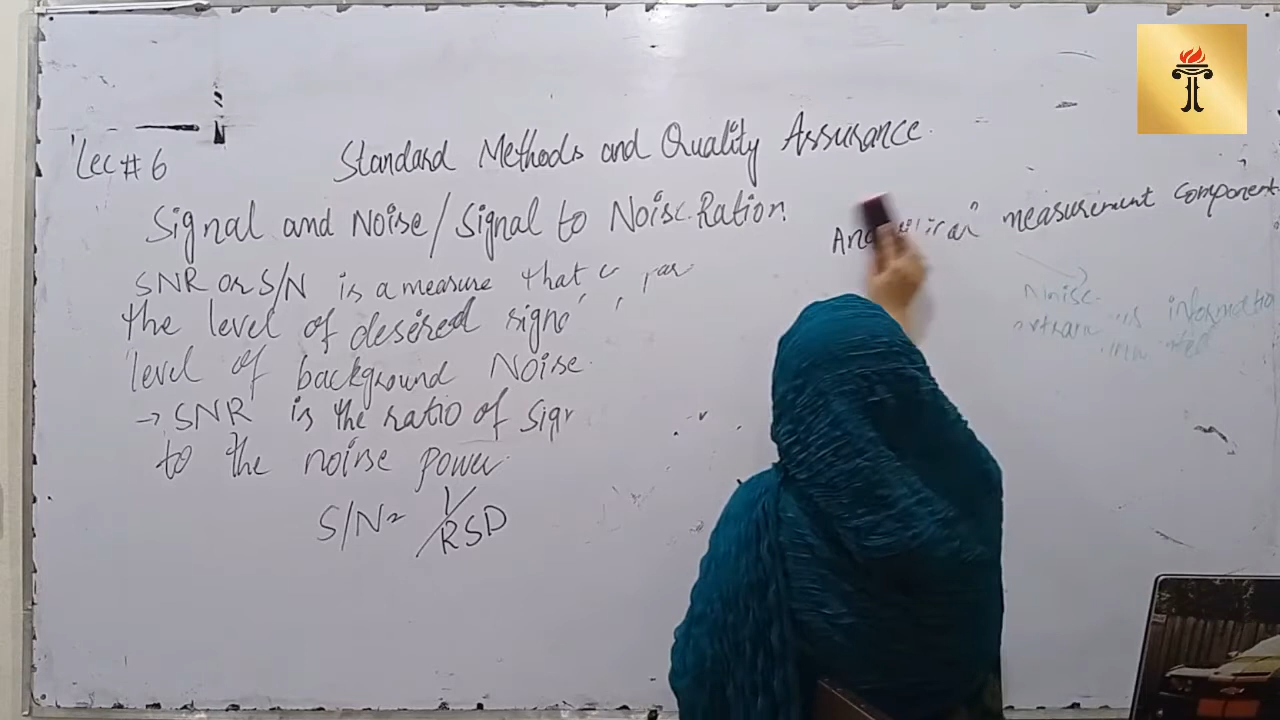 Lec # 6
Standard Methods and Quality Assurance.
Signal and Noise/Signal to Noise Ration.
SNR or S/N is a measure that
the level of desired
level of background Noise.
→ SNR is the ratio of
to the noise power.
S/N = 1/RSD
measurement Component
is informatio